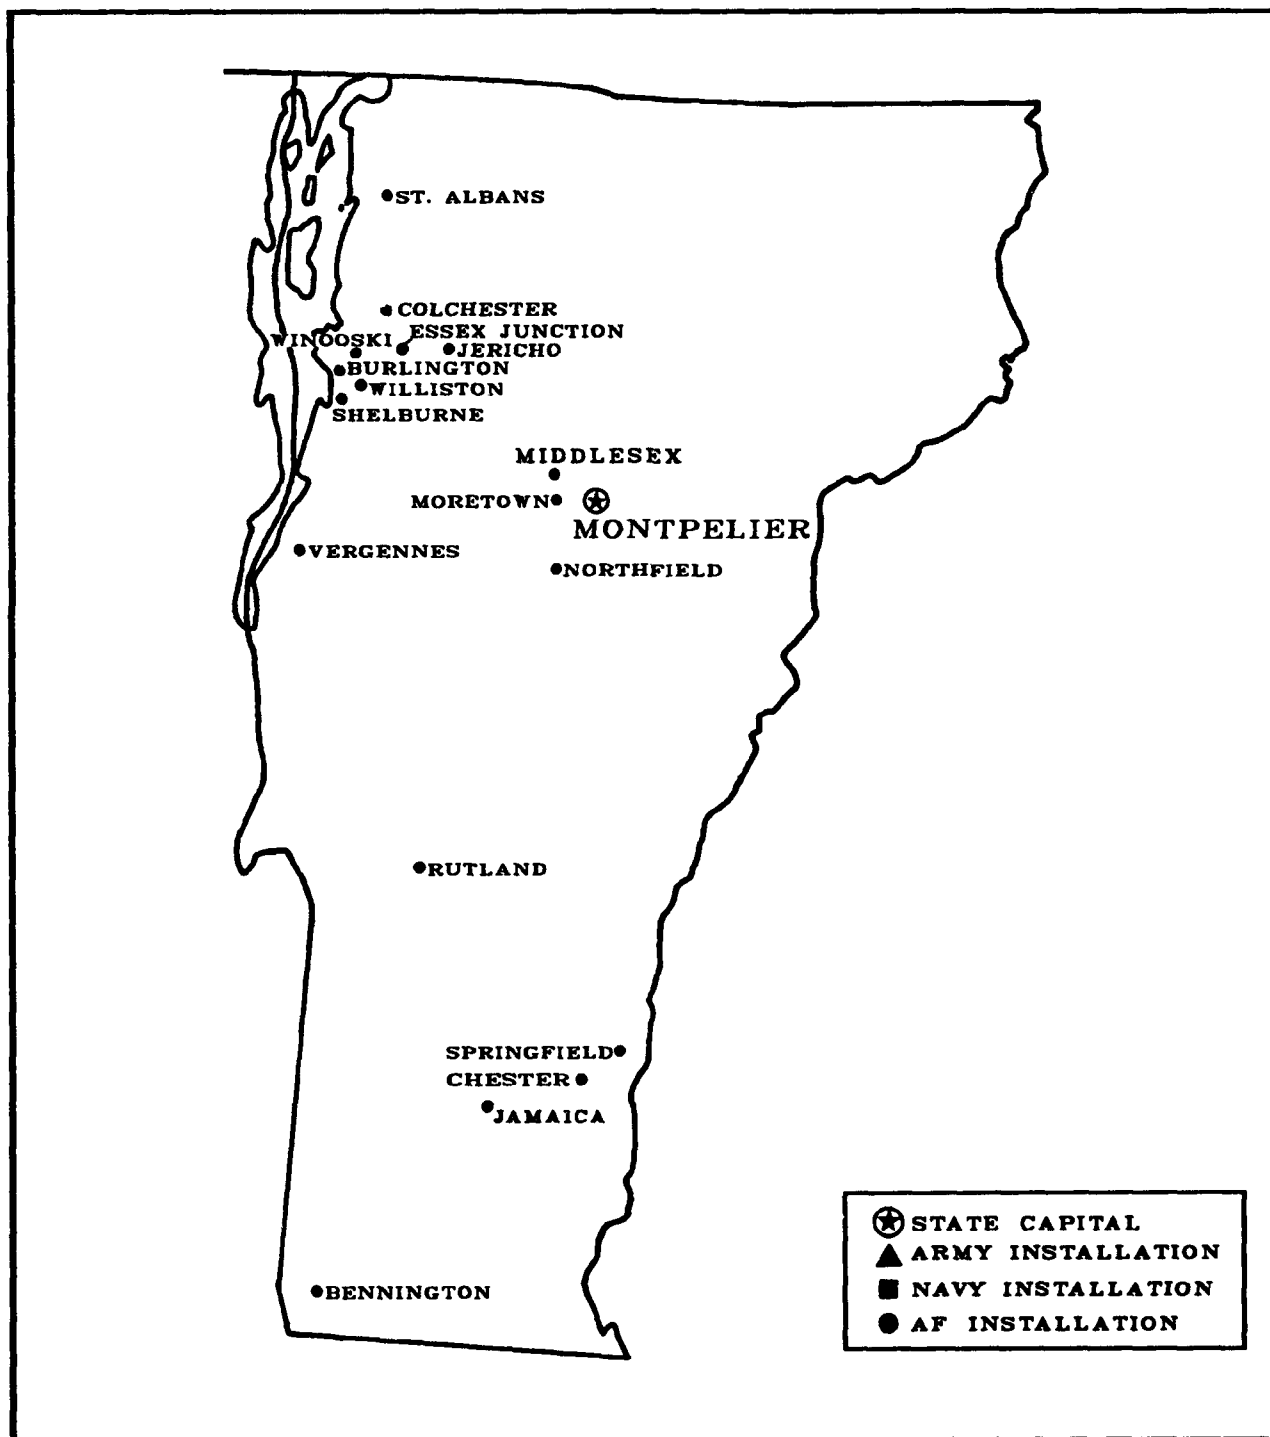 ST. ALBANS
COLCHESTER
ESSEX JUNCTION
WINOOSKI
JERICHO
BURLINGTON
WILLISTON
SHELBURNE
MIDDLESEX
MORETOWN
MONTPELIER
VERGENNES
NORTHFIELD
RUTLAND
SPRINGFIELD
CHESTER
JAMAICA
BENNINGTON
STATE CAPITAL
ARMY INSTALLATION
NAVY INSTALLATION
AF INSTALLATION